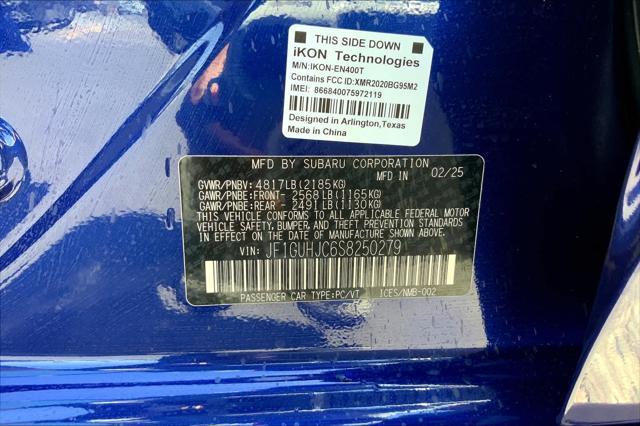 THIS SIDE DOWN
iKON Technologies
M/N:IKON-EN400T
Contains FCC ID:XMR2020BG95M2
IMEI: 866840075972119
Designed in Arlington,Texas
Made in China
MFD BY SUBARU CORPORATION
MFD IN 02/25
GVWR/PNBV: 4817LB(2185KG)
GAWR/PNBE:FRONT- 2568LB(1165KG)
GAWR/PNBE:REAR - 2491LB(1130KG)
THIS VEHICLE CONFORMS TO ALL APPLICABLE FEDERAL MOTOR
VEHICLE SAFETY, BUMPER, AND THEFT PREVENTION STANDARDS
IN EFFECT ON THE DATE OF MANUFACTURE SHOWN ABOVE.
VIN: JF1GUHJC6S8250279
PASSENGER CAR TYPE:PC/VT ICES/NMB-002